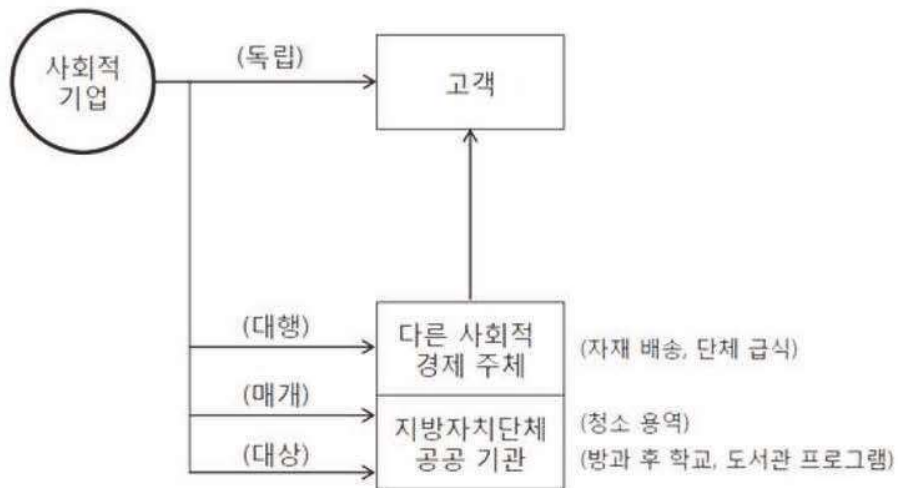 사회적
기업
(독립)
고객
(대행)
다른 사회적
경제 주체
(자재 배송, 단체 급식)
(매개)
지방자치단체
공공 기관
(청소 용역)
(대상)
(방과 후 학교, 도서관 프로그램)